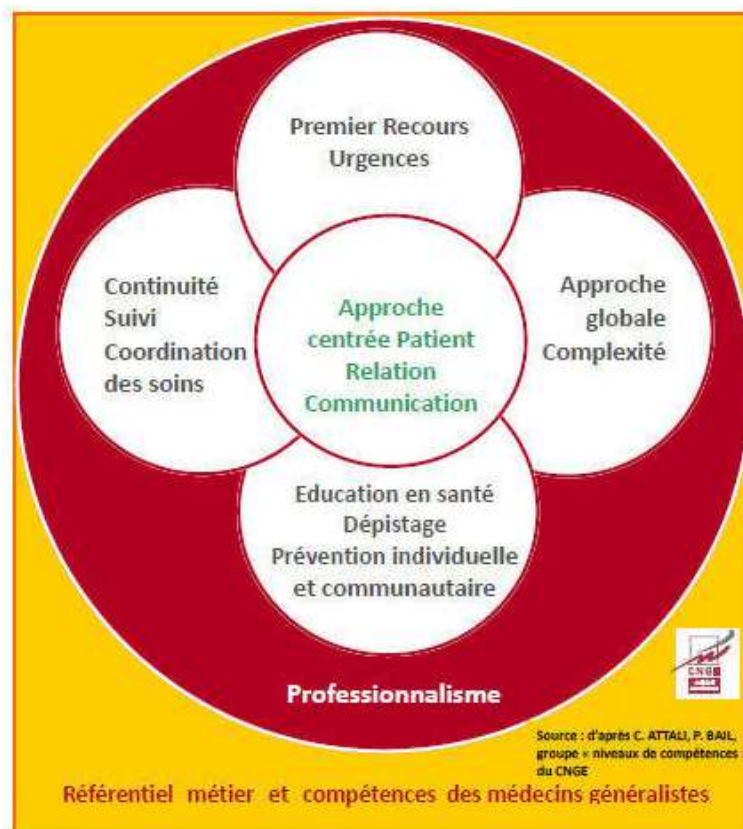 Premier Recours
Urgences
Continuité
Suivi
Coordination
des soins
Approche
centrée Patient
Relation
Communication
Approche
globale
Complexité
Education en santé
Dépistage
Prévention individuelle
et communautaire
Professionnalisme
CNGE
Source : d'après C. ATTALI, P. BAIL,
groupe « niveaux de compétences
du CNGE
Référentiel métier et compétences des médecins généralistes